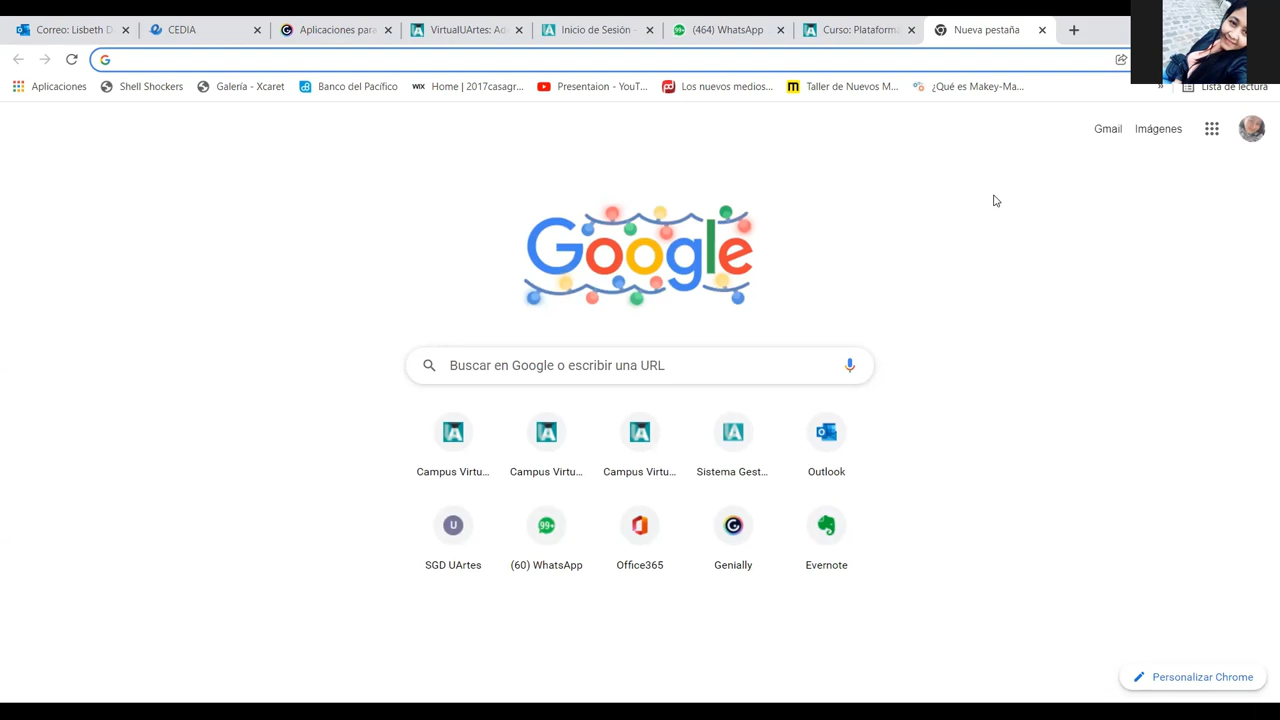 Correo: Lisbeth D
CEDIA
Aplicaciones para
VirtualUArtes: Ad
Inicio de Sesión -
(464) WhatsApp
Curso: Plataform
Nueva pestaña
Aplicaciones
Shell Shockers
Galería - Xcaret
Banco del Pacífico
WIX Home | 2017casagr...
Presentaion - YouT...
Los nuevos medios...
Taller de Nuevos M...
¿Qué es Makey-Ma...
»
Lista de lectura
Gmail
Imágenes
Google
Buscar en Google o escribir una URL
Campus Virtu...
Campus Virtu...
Campus Virtu...
Sistema Gest...
Outlook
U
99+
SGD UArtes
(60) WhatsApp
Office365
Genially
Evernote
Personalizar Chrome